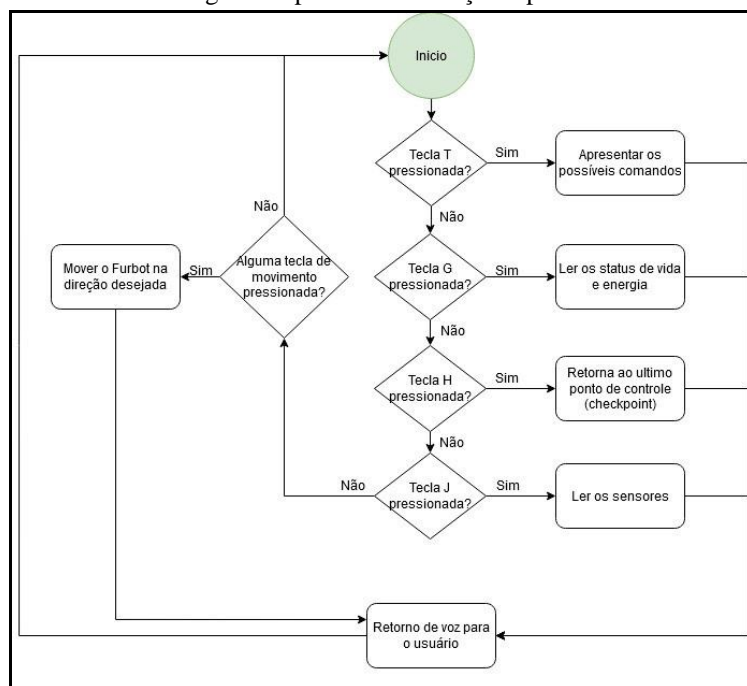 Inicio
Tecla T
pressionada?
Sim
Apresentar os
possíveis comandos
Não
Tecla G
pressionada?
Sim
Ler os status de vida
e energia
Não
Tecla H
pressionada?
Sim
Retorna ao ultimo
ponto de controle
(checkpoint)
Não
Tecla J
pressionada?
Sim
Ler os sensores
Não
Alguma tecla de
movimento
pressionada?
Não
Sim
Mover o Furbot na
direção desejada
Retorno de voz para
o usuário